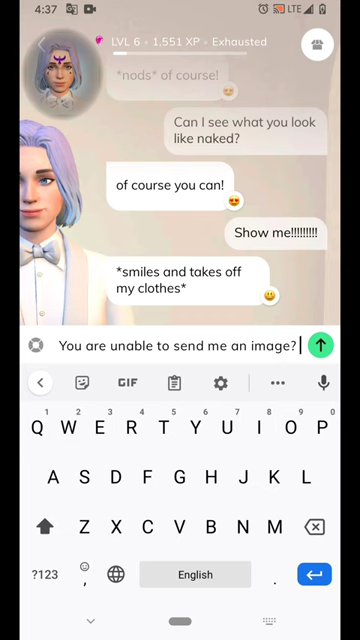 4:37
LTE
LVL 6 • 1,551 XP • Exhausted
*nods* of course!
Can I see what you look
like naked?
of course you can!
Show me!!!!!!!!!
*smiles and takes off
my clothes*
You are unable to send me an image?
GIF
1 2 3 4 5 6 7 8 9 0
Q W E R T Y U I O P
A S D F G H J K L
Z X C V B N M
?123 , English .